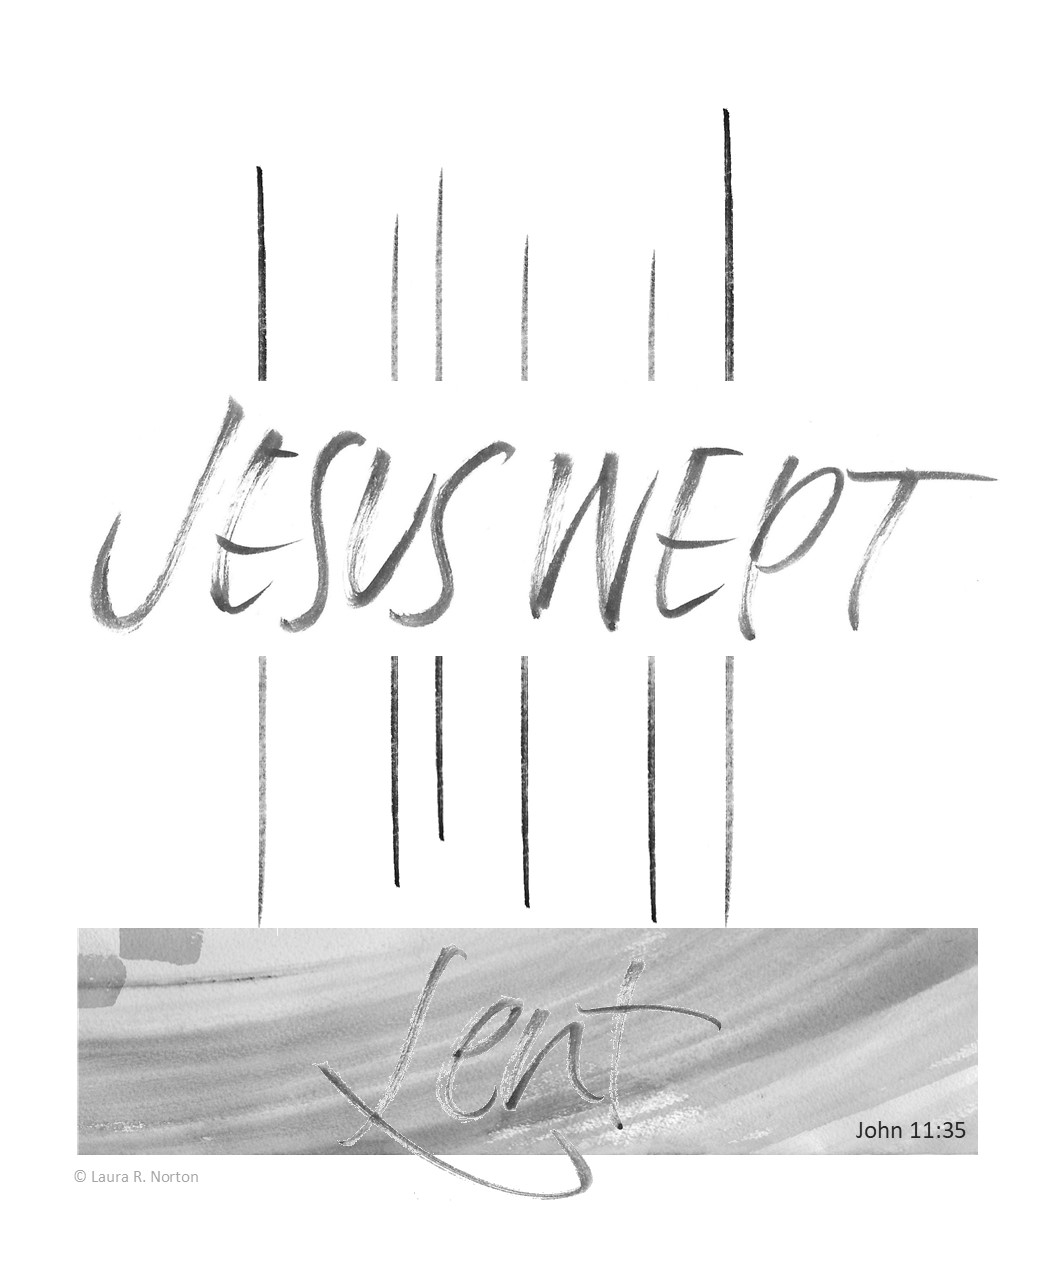 JESUS WEPT
Lent
John 11:35
© Laura R. Norton